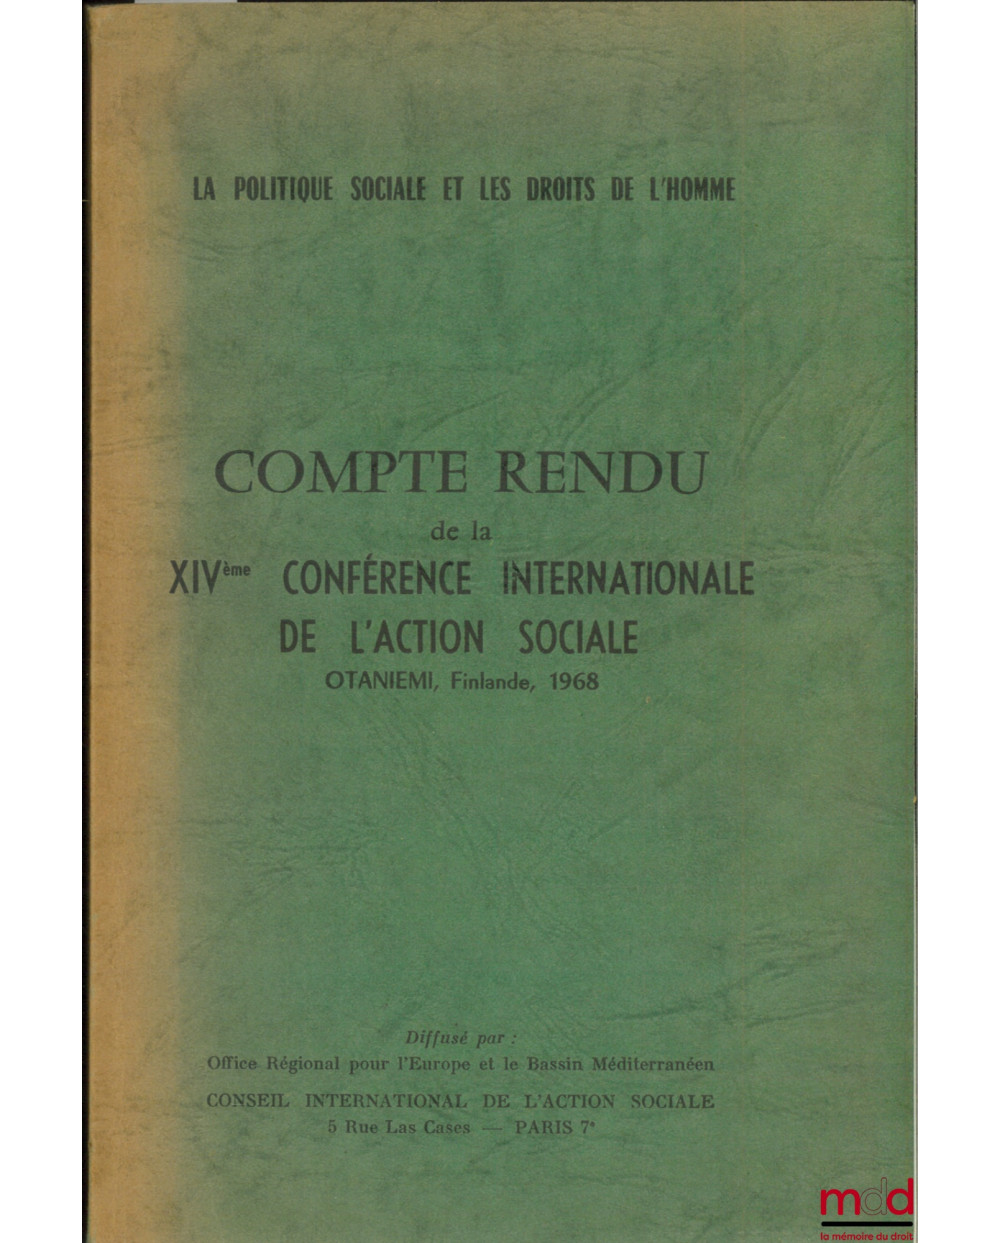 LA POLITIQUE SOCIALE ET LES DROITS DE L'HOMME
COMPTE RENDU
de la
XIVème CONFÉRENCE INTERNATIONALE
DE L'ACTION SOCIALE
OTANIEMI, Finlande, 1968
Diffusé par :
Office Régional pour l'Europe et le Bassin Méditerranéen
CONSEIL INTERNATIONAL DE L'ACTION SOCIALE
5 Rue Las Cases — PARIS 7e
mdd
la mémoire du droit